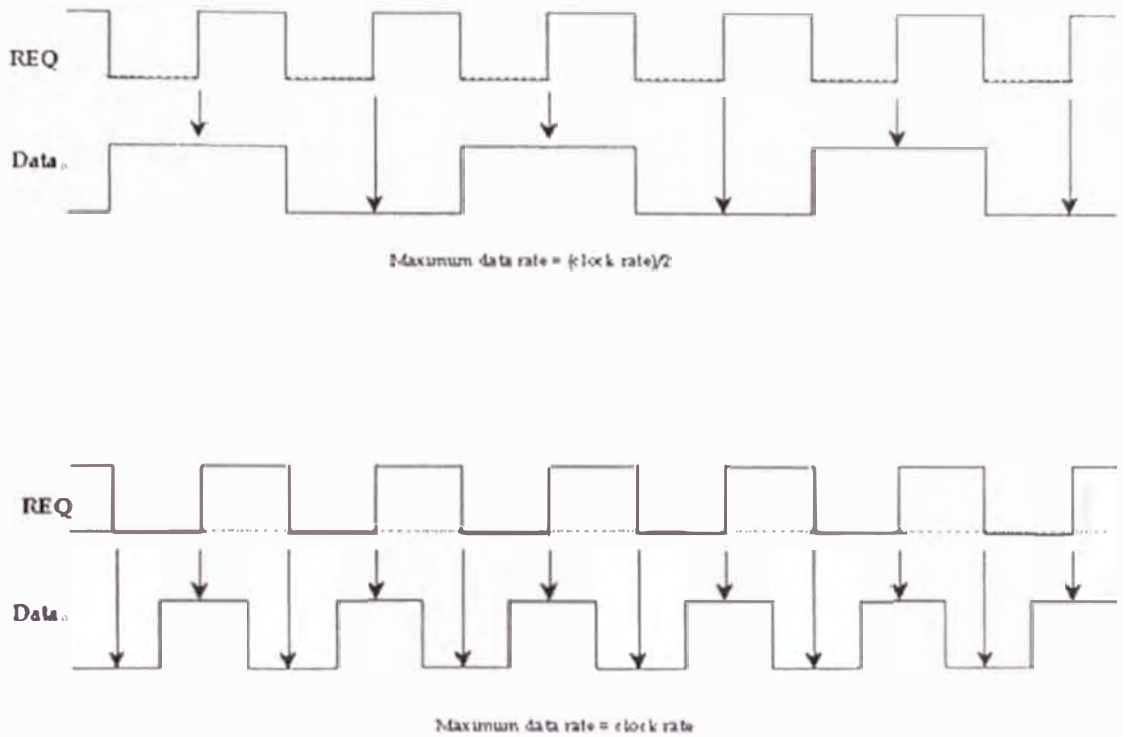 REQ
Data
Maximum data rate = (clock rate)/2
REQ
Data
Maximum data rate = clock rate